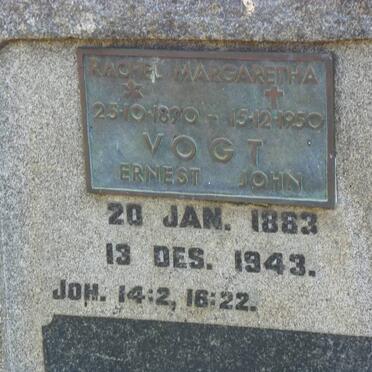 RACHEL MARGARETHA
25-10-1890 - 15-12-1950
VOGT
ERNEST JOHN
20 JAN. 1883
13 DES. 1943.
JOH. 14:2, 16:22.